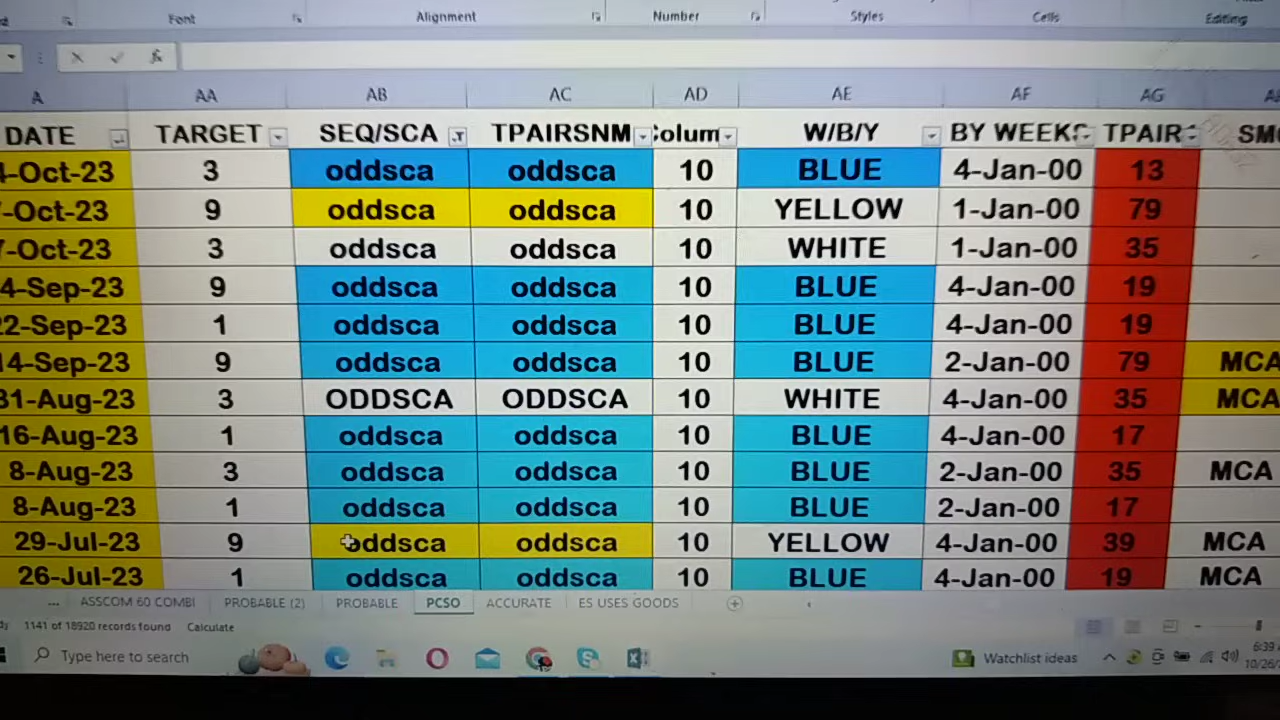 Font Alignment Number Styles Cells Editing
A AA AB AC AD AE AF AG
DATE TARGET SEQ/SCA TPAIRSNM olum W/B/Y BY WEEKS TPAIR
-Oct-23 3 oddsca oddsca 10 BLUE 4-Jan-00 13
-Oct-23 9 oddsca oddsca 10 YELLOW 1-Jan-00 79
-Oct-23 3 oddsca oddsca 10 WHITE 1-Jan-00 35
4-Sep-23 9 oddsca oddsca 10 BLUE 4-Jan-00 19
22-Sep-23 1 oddsca oddsca 10 BLUE 4-Jan-00 19
14-Sep-23 9 oddsca oddsca 10 BLUE 2-Jan-00 79 MCA
31-Aug-23 3 ODDSCA ODDSCA 10 WHITE 4-Jan-00 35 MCA
16-Aug-23 1 oddsca oddsca 10 BLUE 4-Jan-00 17
8-Aug-23 3 oddsca oddsca 10 BLUE 2-Jan-00 35 MCA
8-Aug-23 1 oddsca oddsca 10 BLUE 2-Jan-00 17
29-Jul-23 9 oddsca oddsca 10 YELLOW 4-Jan-00 39 MCA
26-Jul-23 1 oddsca oddsca 10 BLUE 4-Jan-00 19 MCA
... ASSCOM 60 COMBI PROBABLE (2) PROBABLE PCSO ACCURATE ES USES GOODS
1141 of 18920 records found Calculate
Type here to search Watchlist ideas 6:39
10/26/